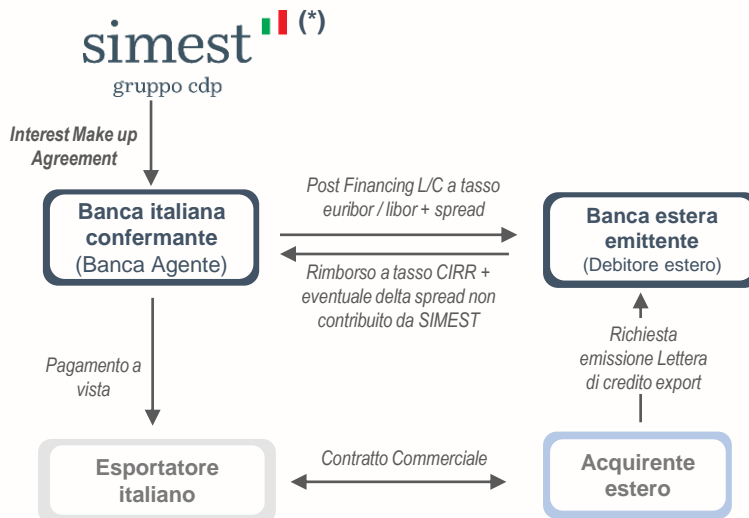 simest (*)
gruppo cdp
Interest Make up
Agreement
Post Financing L/C a tasso
euribor / libor + spread
Banca italiana
confermante
(Banca Agente)
Banca estera
emittente
(Debitore estero)
Rimborso a tasso CIRR +
eventuale delta spread non
contribuito da SIMEST
Pagamento a
vista
Richiesta
emissione Lettera
di credito export
Esportatore
italiano
Contratto Commerciale
Acquirente
estero